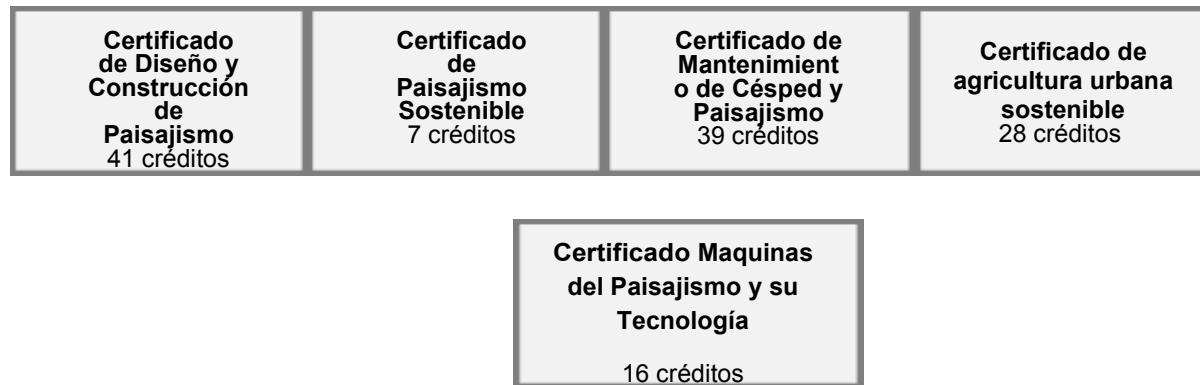 Certificado
de Diseño y
Construcción
de
Paisajismo
41 créditos
Certificado
de
Paisajismo
Sostenible
7 créditos
Certificado de
Mantenimient
o de Césped y
Paisajismo
39 créditos
Certificado de
agricultura urbana
sostenible
28 créditos
Certificado Maquinas
del Paisajismo y su
Tecnología
16 créditos